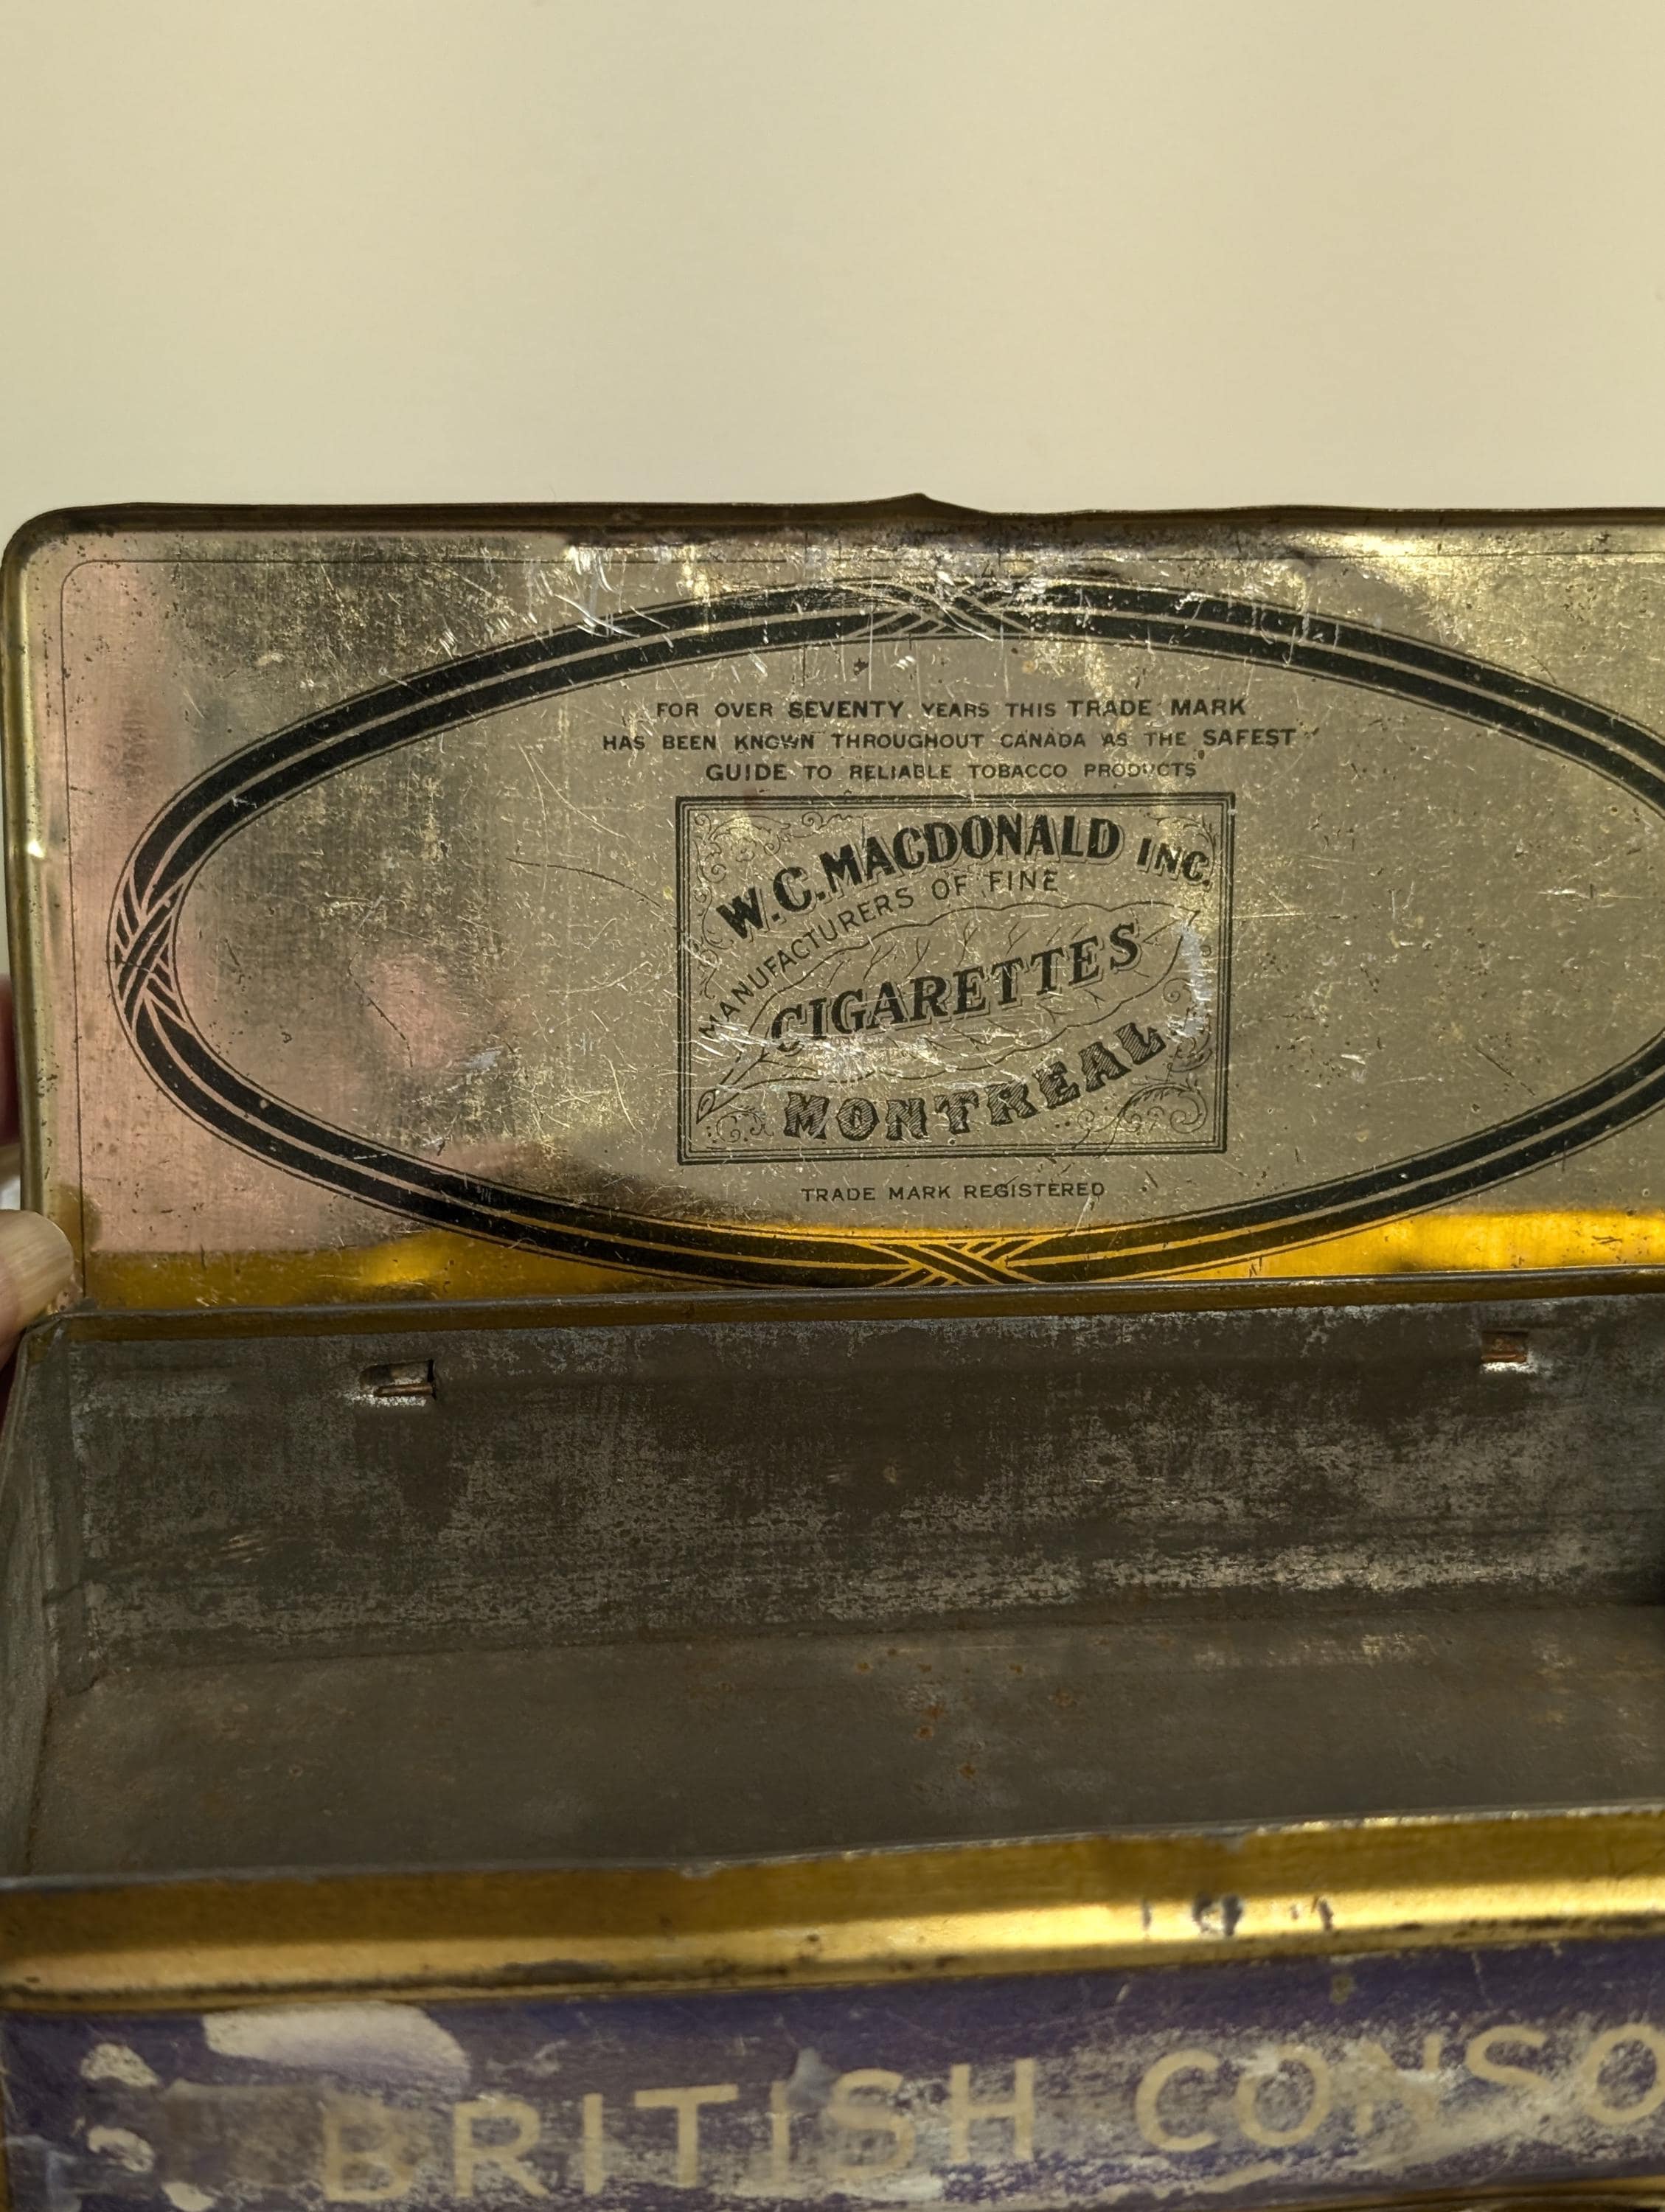 FOR OVER SEVENTY YEARS THIS TRADE MARK
HAS BEEN KNOWN THROUGHOUT CANADA AS THE SAFEST
GUIDE TO RELIABLE TOBACCO PRODUCTS
W.C. MACDONALD INC.
MANUFACTURERS OF FINE
CIGARETTES
MONTREAL
TRADE MARK REGISTERED
BRITISH CONSO